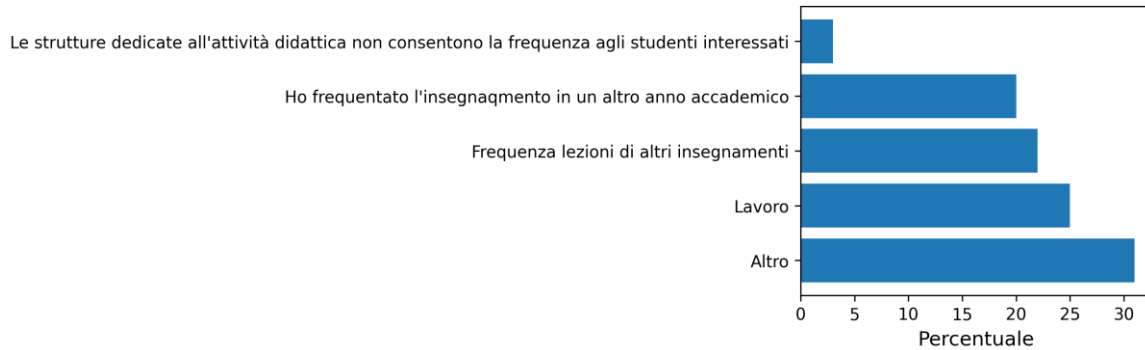 Le strutture dedicate all'attività didattica non consentono la frequenza agli studenti interessati
Ho frequentato l'insegnaqmento in un altro anno accademico
Frequenza lezioni di altri insegnamenti
Lavoro
Altro
0 5 10 15 20 25 30
Percentuale